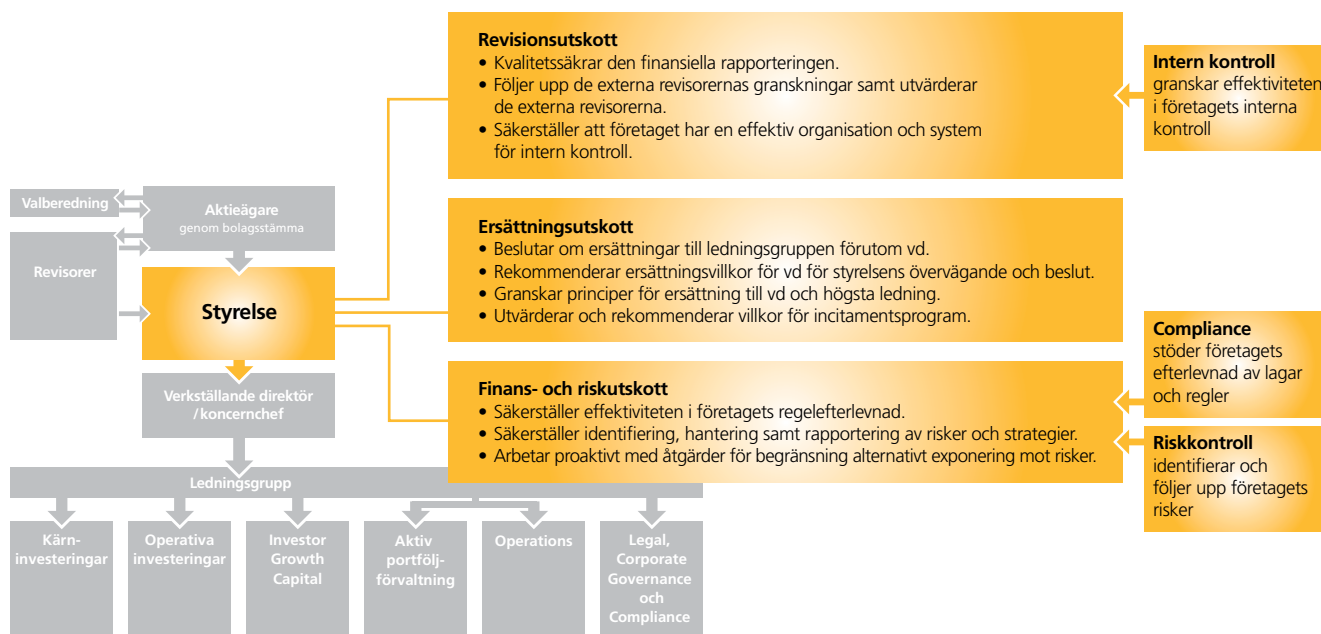 Revisionsutskott
• Kvalitetssäkrar den finansiella rapporteringen.
• Följer upp de externa revisorernas granskningar samt utvärderar
de externa revisorerna.
• Säkerställer att företaget har en effektiv organisation och system
för intern kontroll.
Intern kontroll
granskar effektiviteten
i företagets interna
kontroll
Valberedning
Aktieägare
genom bolagsstämma
Revisorer
Styrelse
Ersättningsutskott
• Beslutar om ersättningar till ledningsgruppen förutom vd.
• Rekommenderar ersättningsvillkor för vd för styrelsens övervägande och beslut.
• Granskar principer för ersättning till vd och högsta ledning.
• Utvärderar och rekommenderar villkor för incitamentsprogram.
Compliance
stöder företagets
efterlevnad av lagar
och regler
Finans- och riskutskott
• Säkerställer effektiviteten i företagets regelefterlevnad.
• Säkerställer identifiering, hantering samt rapportering av risker och strategier.
• Arbetar proaktivt med åtgärder för begränsning alternativt exponering mot risker.
Riskkontroll
identifierar och
följer upp företagets
risker
Verkställande direktör
/koncernchef
Ledningsgrupp
Kärn-
investeringar
Operativa
investeringar
Investor
Growth
Capital
Aktiv
portfölj-
förvaltning
Operations
Legal,
Corporate
Governance
och
Compliance